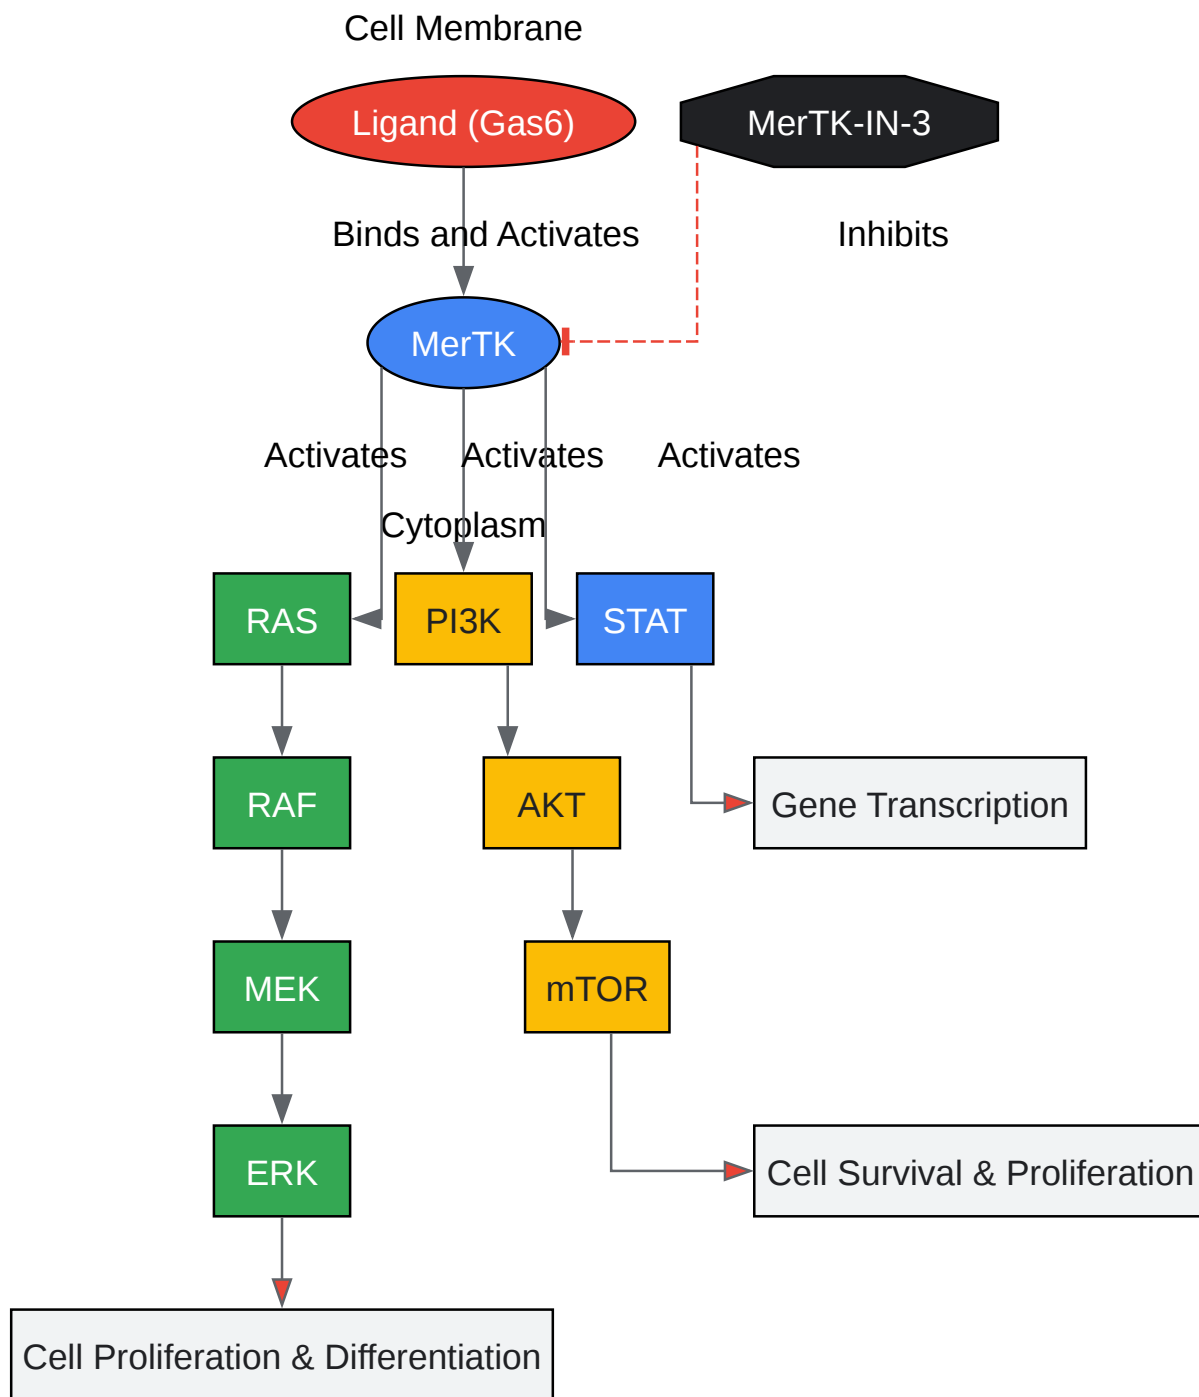 Cell Membrane
Ligand (Gas6)
MerTK-IN-3
Binds and Activates
Inhibits
MerTK
Activates
Activates
Activates
Cytoplasm
RAS
PI3K
STAT
RAF
AKT
Gene Transcription
MEK
mTOR
ERK
Cell Survival & Proliferation
Cell Proliferation & Differentiation